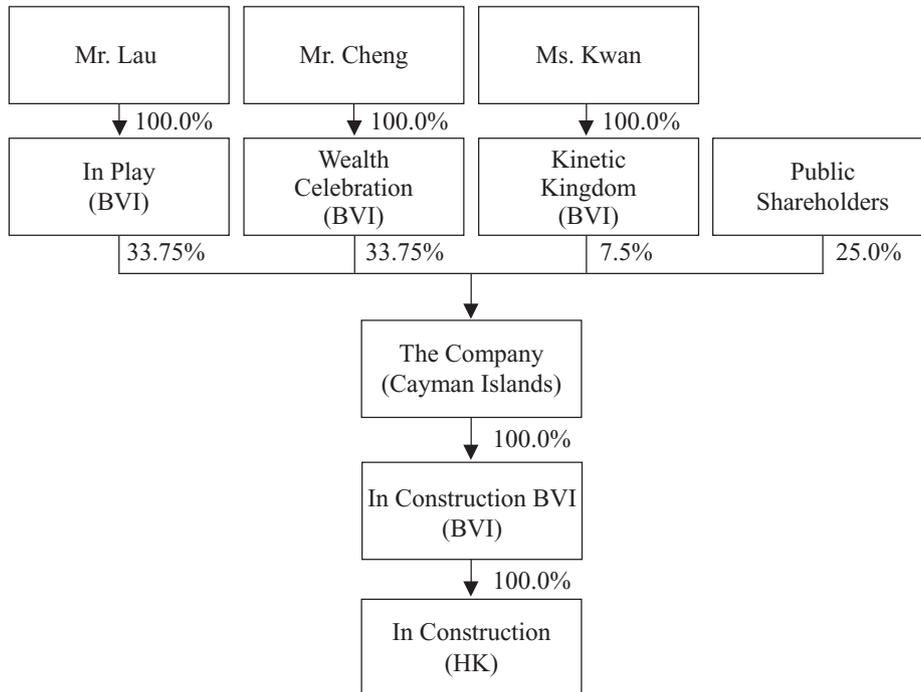 Mr. Lau
Mr. Cheng
Ms. Kwan
100.0%
100.0%
100.0%
In Play
(BVI)
Wealth
Celebration
(BVI)
Kinetic
Kingdom
(BVI)
Public
Shareholders
33.75%
33.75%
7.5%
25.0%
The Company
(Cayman Islands)
100.0%
In Construction BVI
(BVI)
100.0%
In Construction
(HK)